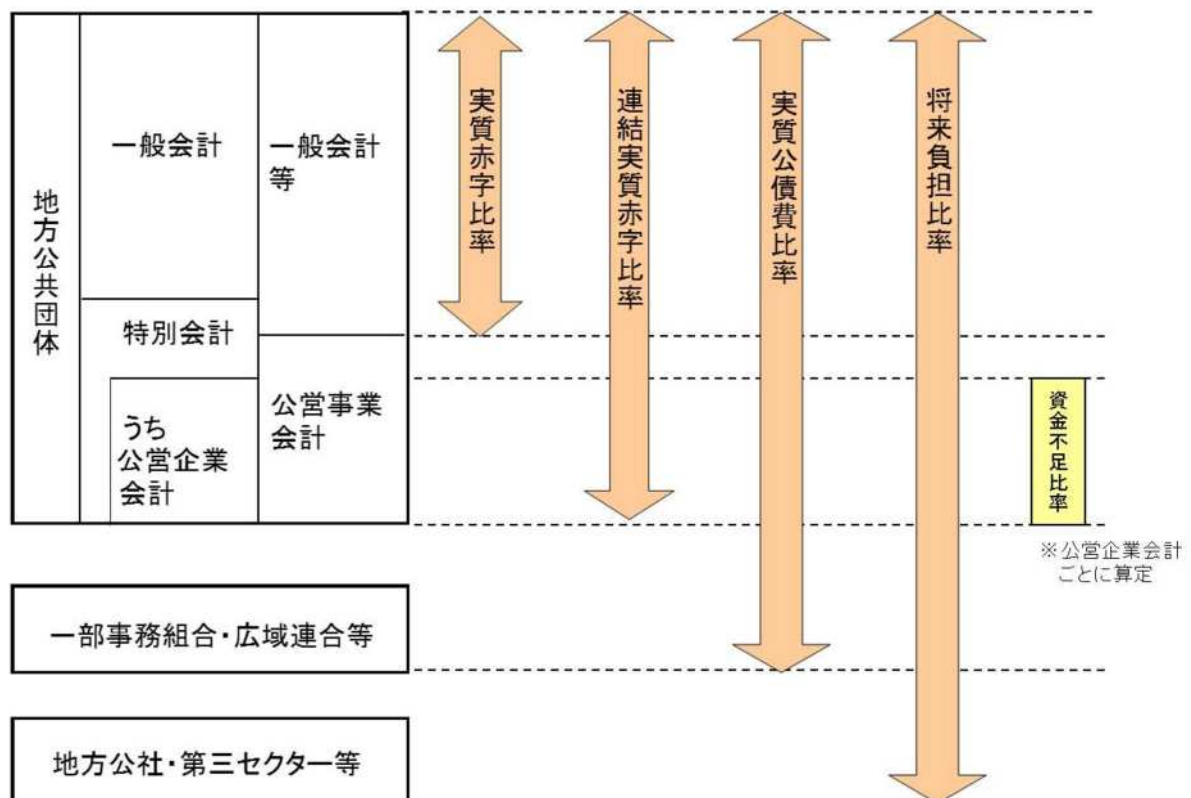 地方公共団体
一般会計
一般会計
等
特別会計
うち
公営企業
会計
公営事業
会計
実質赤字比率
連結実質赤字比率
実質公債費比率
将来負担比率
資金不足比率
※公営企業会計
ごとに算定
一部事務組合・広域連合等
地方公社・第三セクター等